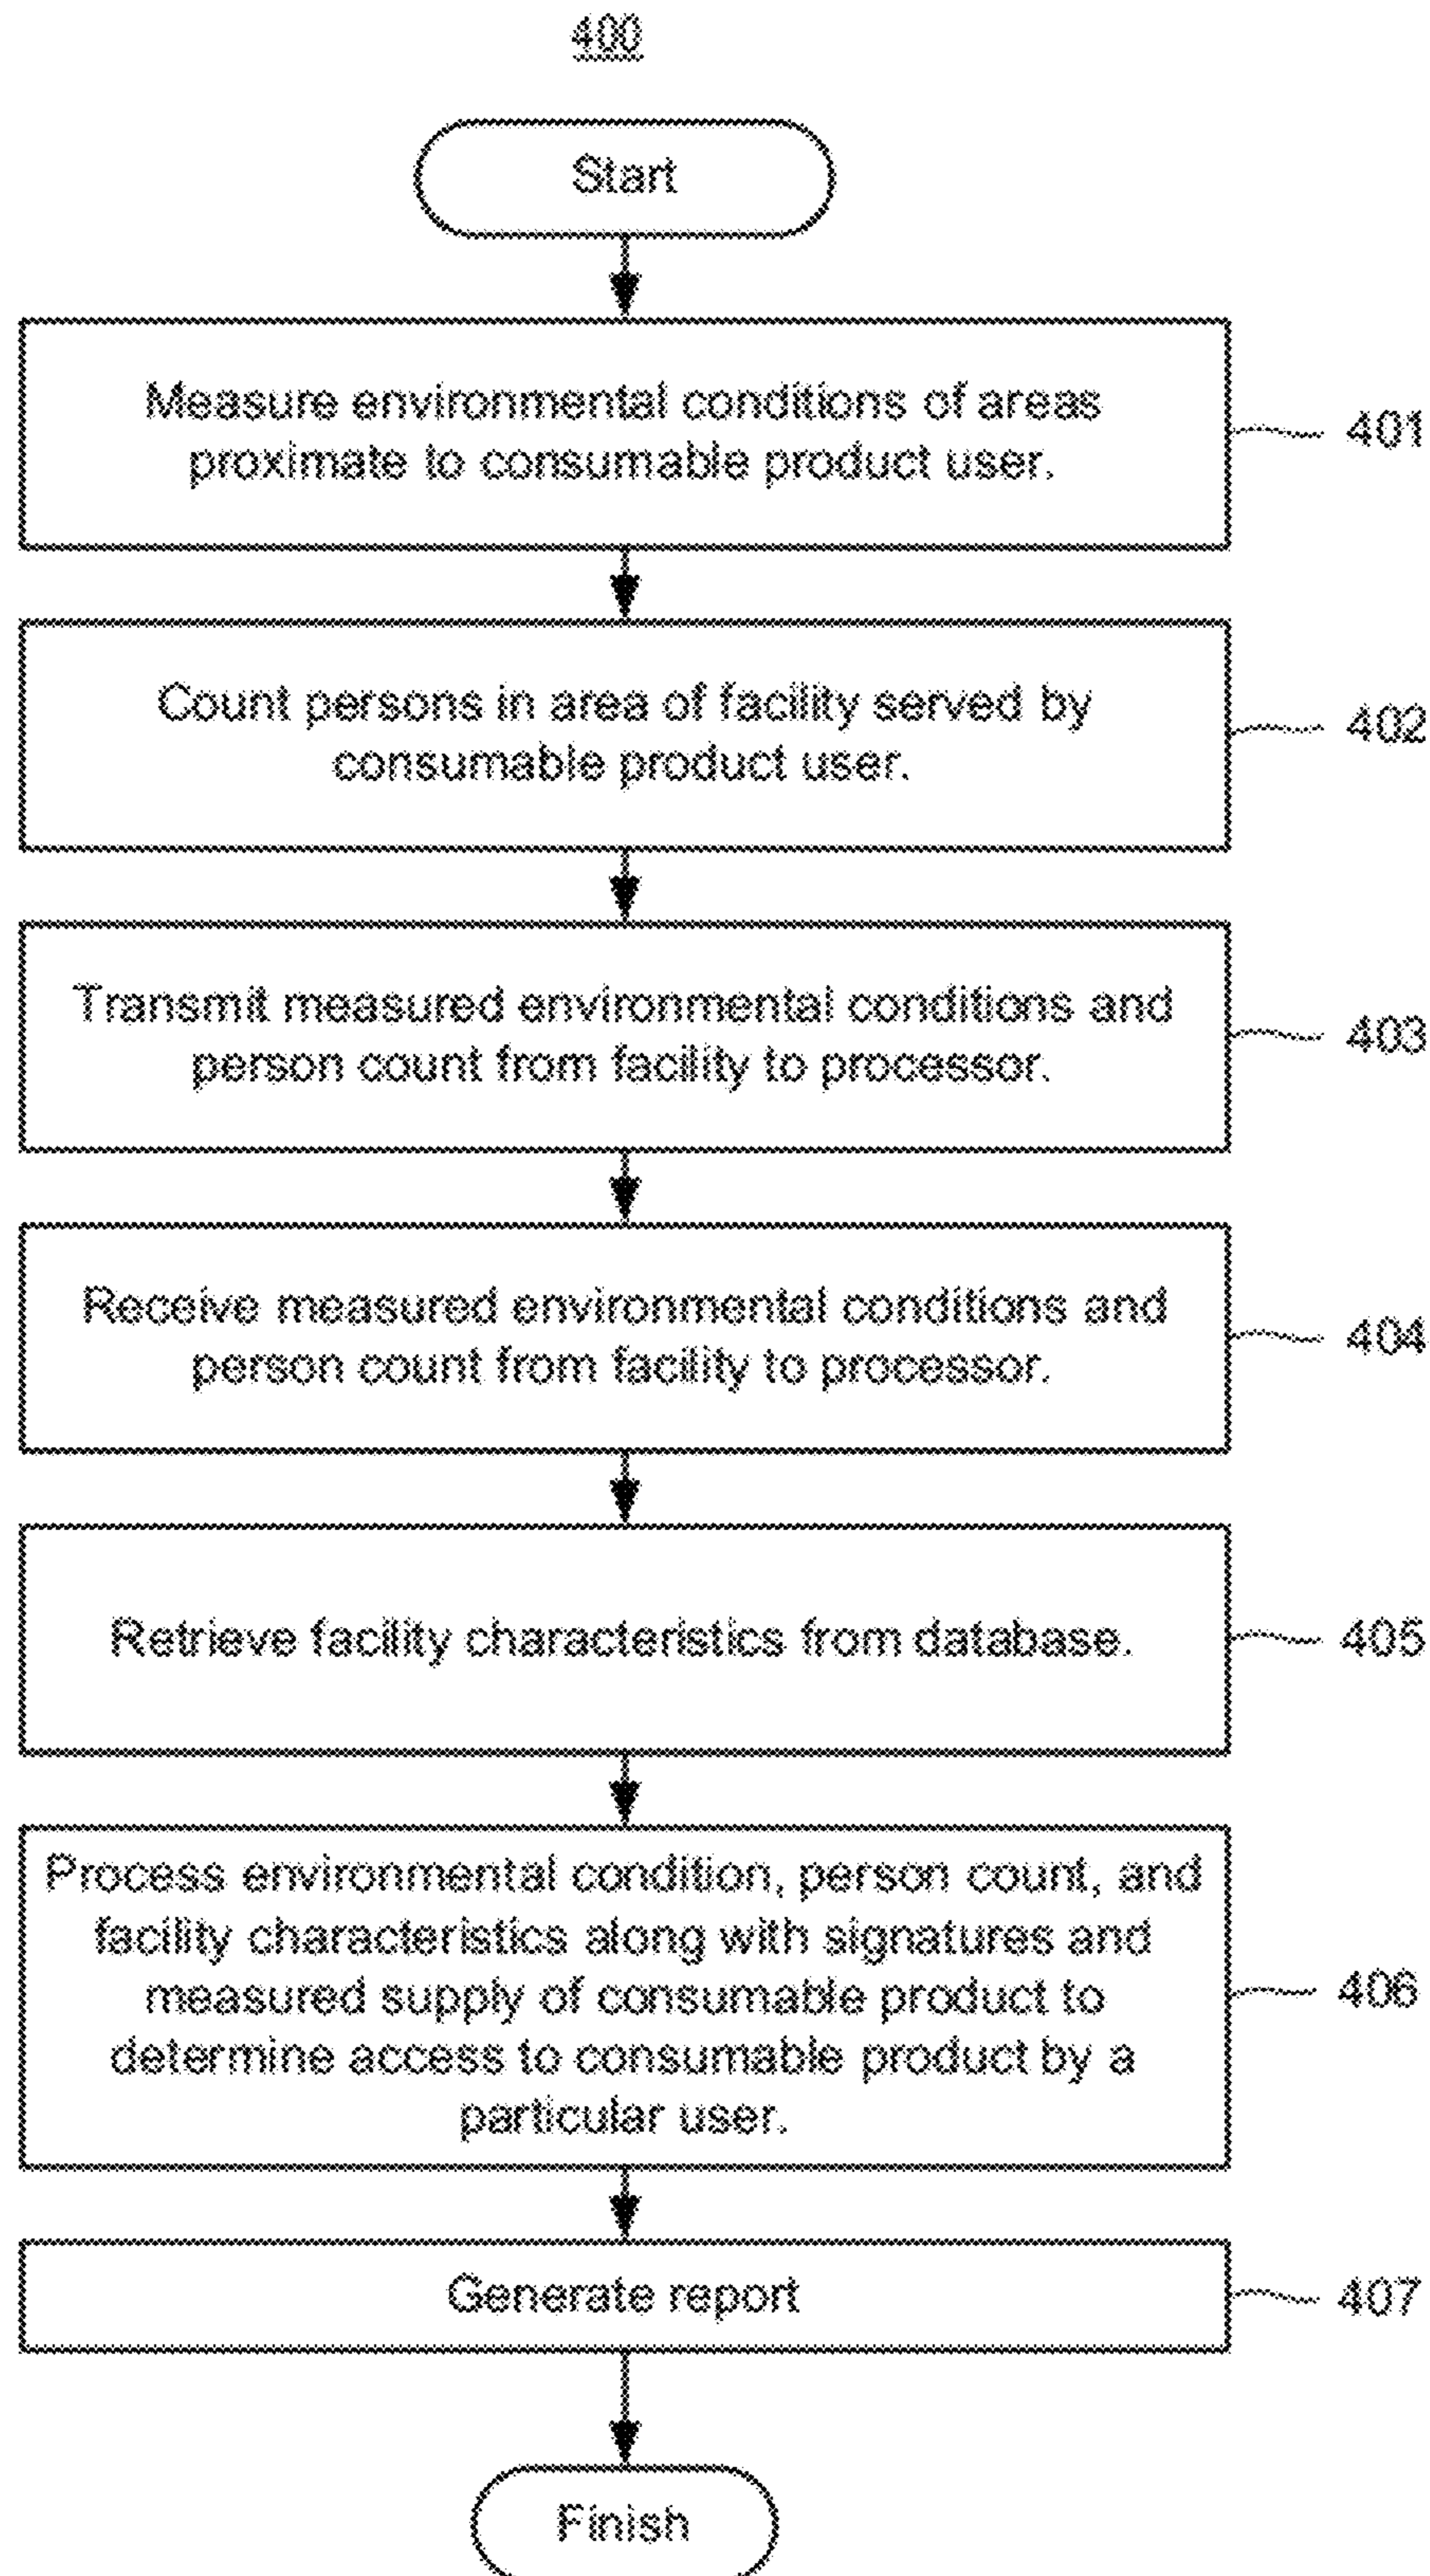 400
Start
Measure environmental conditions of areas
proximate to consumable product user.
401
Count persons in area of facility served by
consumable product user.
402
Transmit measured environmental conditions and
person count from facility to processor.
403
Receive measured environmental conditions and
person count from facility to processor.
404
Retrieve facility characteristics from database.
405
Process environmental condition, person count, and
facility characteristics along with signatures and
measured supply of consumable product to
determine access to consumable product by a
particular user.
406
Generate report
407
Finish